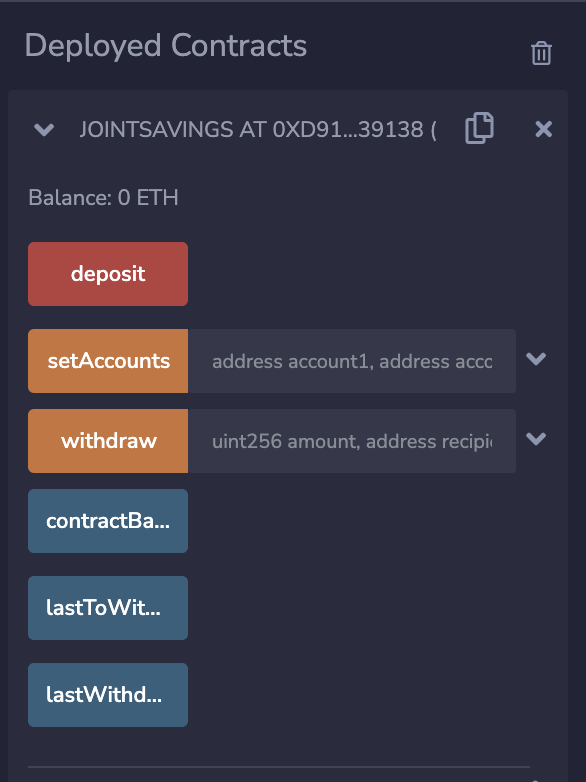 Deployed Contracts
JOINTSAVINGS AT 0XD91...39138 (
Balance: 0 ETH
deposit
setAccounts address account1, address acco
withdraw uint256 amount, address recipi
contractBa...
lastToWit...
lastWithd...